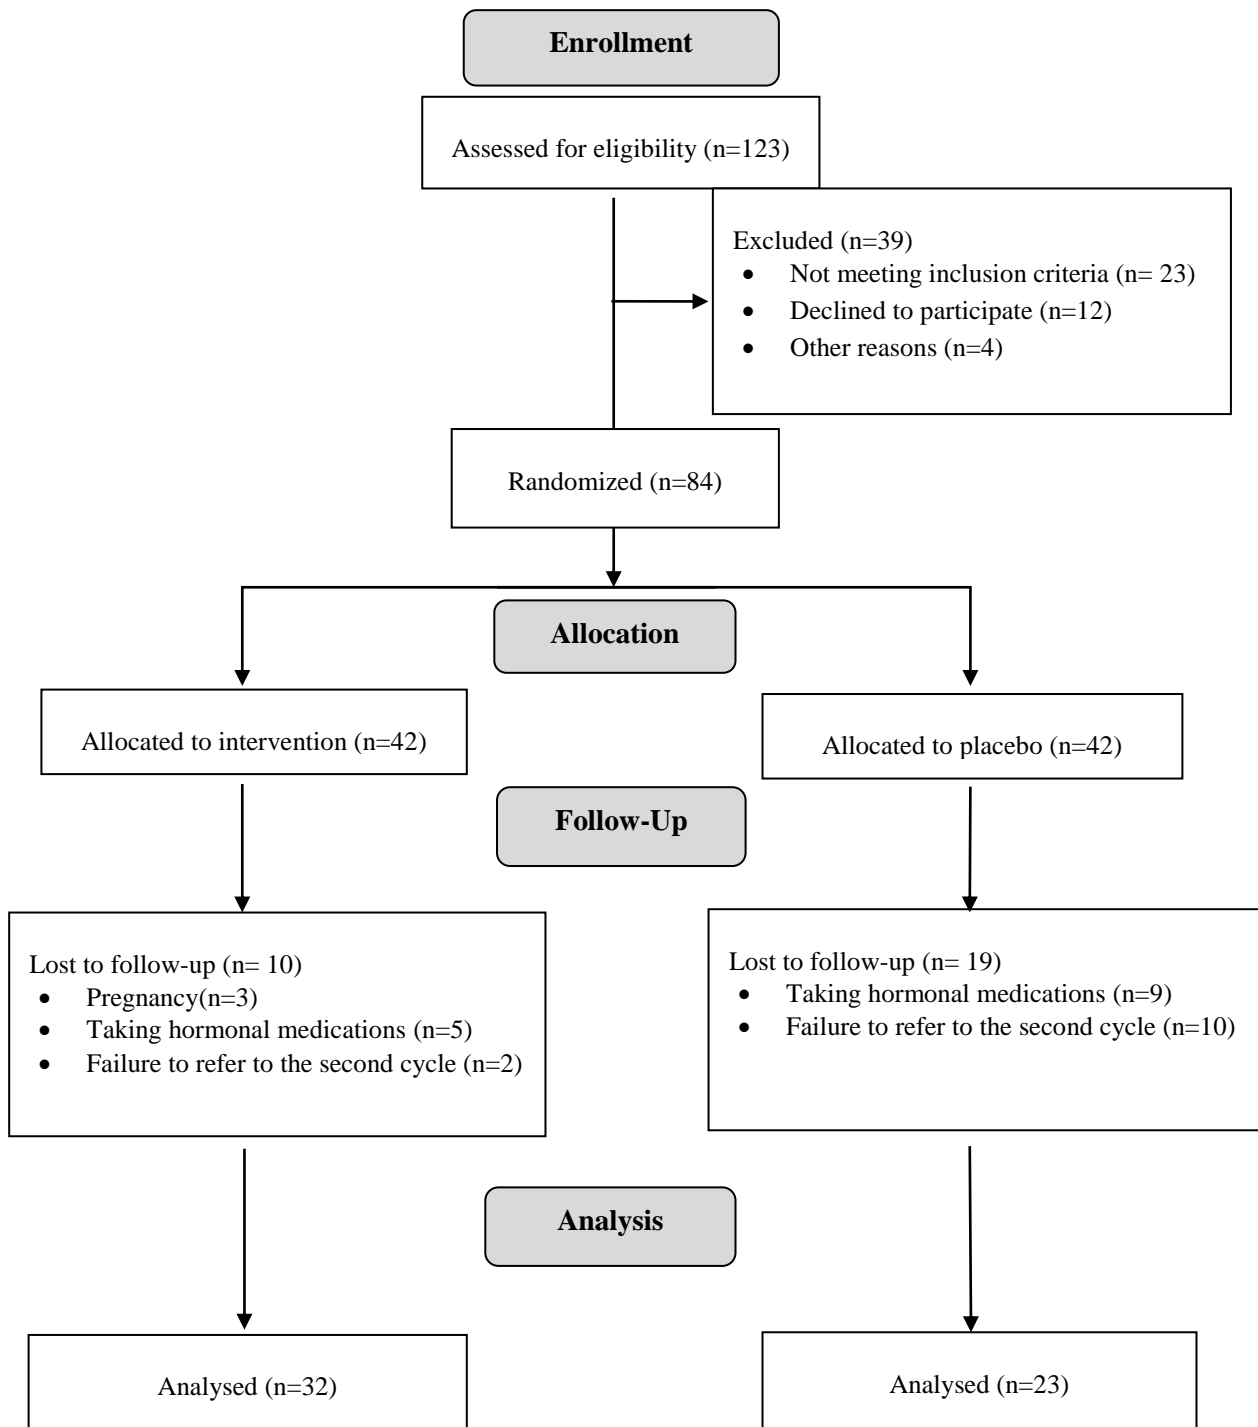 Enrollment
Assessed for eligibility (n=123)
Excluded (n=39)
• Not meeting inclusion criteria (n= 23)
• Declined to participate (n=12)
• Other reasons (n=4)
Randomized (n=84)
Allocation
Allocated to intervention (n=42)
Allocated to placebo (n=42)
Follow-Up
Lost to follow-up (n= 10)
• Pregnancy(n=3)
• Taking hormonal medications (n=5)
• Failure to refer to the second cycle (n=2)
Lost to follow-up (n= 19)
• Taking hormonal medications (n=9)
• Failure to refer to the second cycle (n=10)
Analysis
Analysed (n=32)
Analysed (n=23)